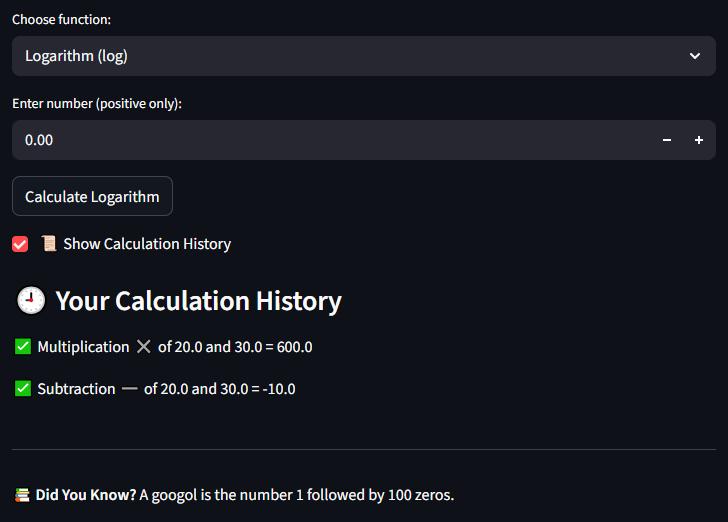 Choose function:
Logarithm (log)
Enter number (positive only):
0.00
Calculate Logarithm
📜 Show Calculation History
🕘 Your Calculation History
✅ Multiplication ✖ of 20.0 and 30.0 = 600.0
✅ Subtraction ➖ of 20.0 and 30.0 = -10.0
📚 Did You Know? A googol is the number 1 followed by 100 zeros.